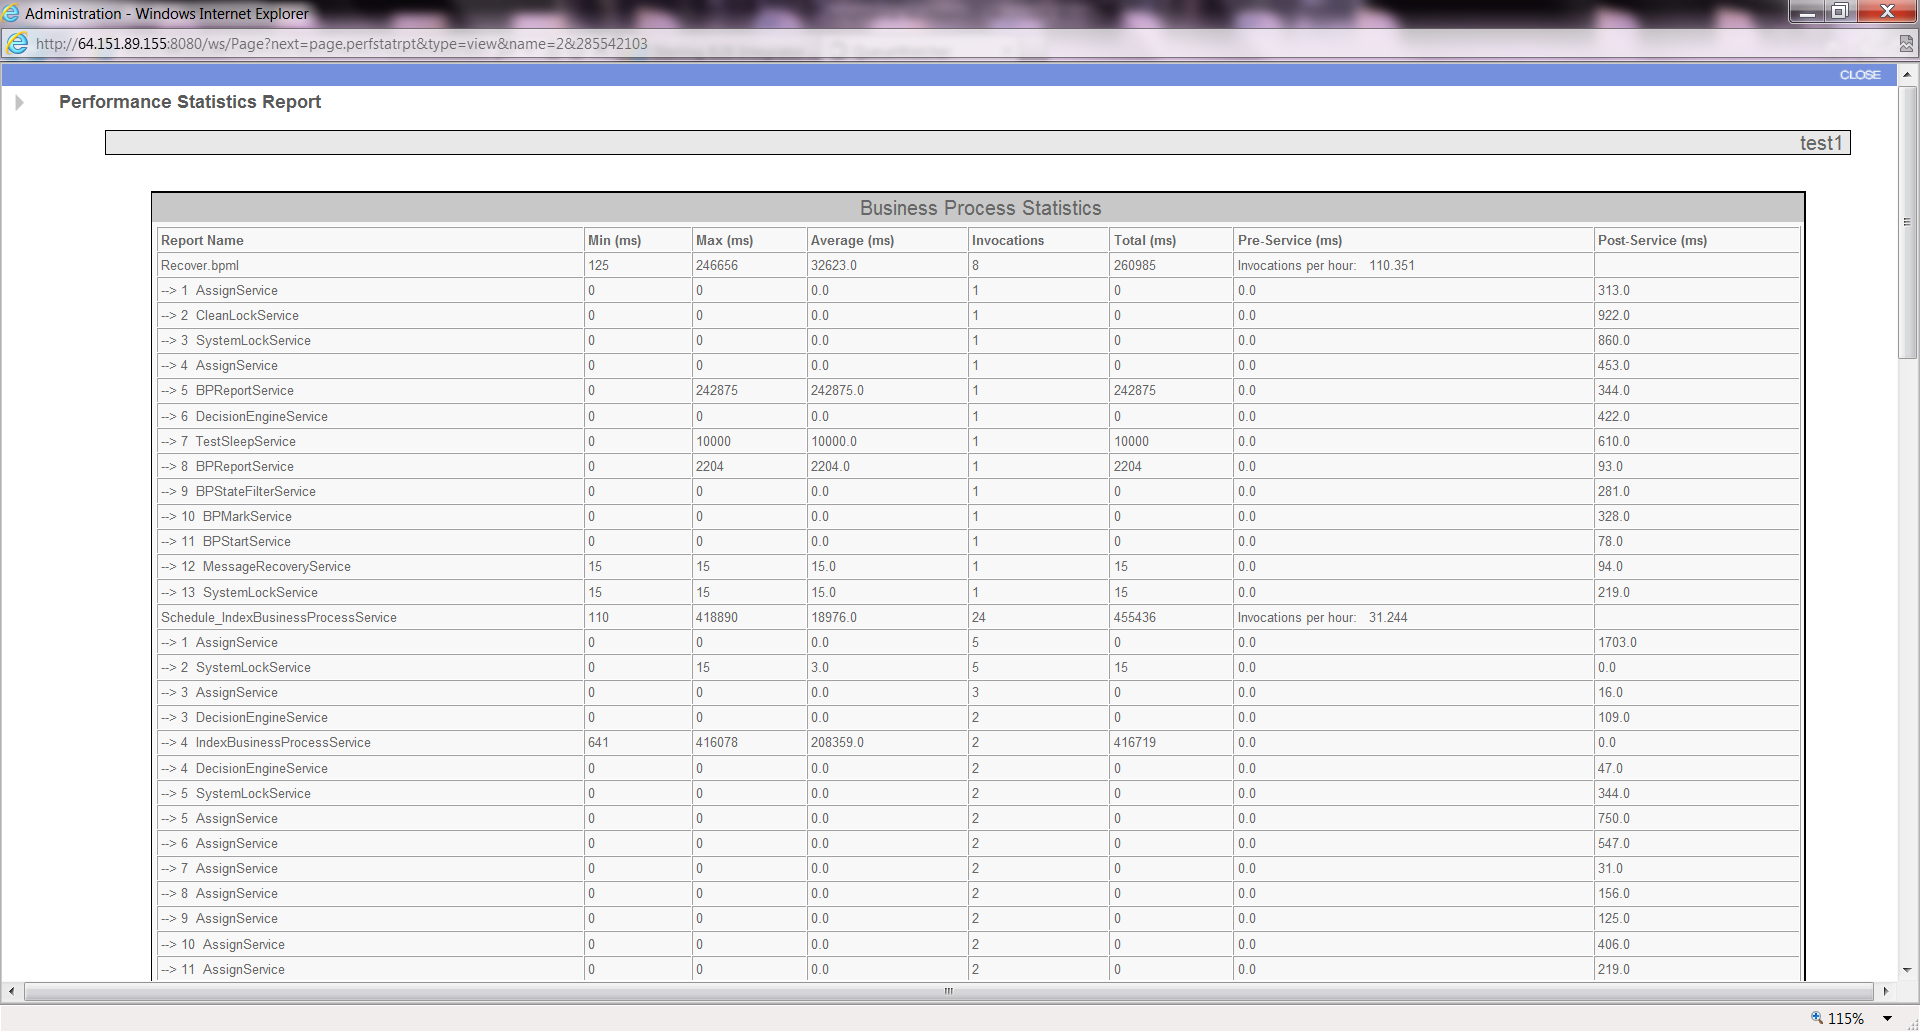 Administration - Windows Internet Explorer
http://64.151.89.155:8080/ws/Page?next=page.perfstatrpt&type=view&name=2&285542103
CLOSE
Performance Statistics Report
test1
Business Process Statistics
Report Name Min (ms) Max (ms) Average (ms) Invocations Total (ms) Pre-Service (ms) Post-Service (ms)
Recover.bpml 125 246656 32623.0 8 260985 Invocations per hour: 110.351
--> 1 AssignService 0 0 0.0 1 0 0.0 313.0
--> 2 CleanLockService 0 0 0.0 1 0 0.0 922.0
--> 3 SystemLockService 0 0 0.0 1 0 0.0 860.0
--> 4 AssignService 0 0 0.0 1 0 0.0 453.0
--> 5 BPReportService 0 242875 242875.0 1 242875 0.0 344.0
--> 6 DecisionEngineService 0 0 0.0 1 0 0.0 422.0
--> 7 TestSleepService 0 10000 10000.0 1 10000 0.0 610.0
--> 8 BPReportService 0 2204 2204.0 1 2204 0.0 93.0
--> 9 BPStateFilterService 0 0 0.0 1 0 0.0 281.0
--> 10 BPMarkService 0 0 0.0 1 0 0.0 328.0
--> 11 BPStartService 0 0 0.0 1 0 0.0 78.0
--> 12 MessageRecoveryService 15 15 15.0 1 15 0.0 94.0
--> 13 SystemLockService 15 15 15.0 1 15 0.0 219.0
Schedule_IndexBusinessProcessService 110 418890 18976.0 24 455436 Invocations per hour: 31.244
--> 1 AssignService 0 0 0.0 5 0 0.0 1703.0
--> 2 SystemLockService 0 15 3.0 5 15 0.0 0.0
--> 3 AssignService 0 0 0.0 3 0 0.0 16.0
--> 3 DecisionEngineService 0 0 0.0 2 0 0.0 109.0
--> 4 IndexBusinessProcessService 641 416078 208359.0 2 416719 0.0 0.0
--> 4 DecisionEngineService 0 0 0.0 2 0 0.0 47.0
--> 5 SystemLockService 0 0 0.0 2 0 0.0 344.0
--> 5 AssignService 0 0 0.0 2 0 0.0 750.0
--> 6 AssignService 0 0 0.0 2 0 0.0 547.0
--> 7 AssignService 0 0 0.0 2 0 0.0 31.0
--> 8 AssignService 0 0 0.0 2 0 0.0 156.0
--> 9 AssignService 0 0 0.0 2 0 0.0 125.0
--> 10 AssignService 0 0 0.0 2 0 0.0 406.0
--> 11 AssignService 0 0 0.0 2 0 0.0 219.0
115%